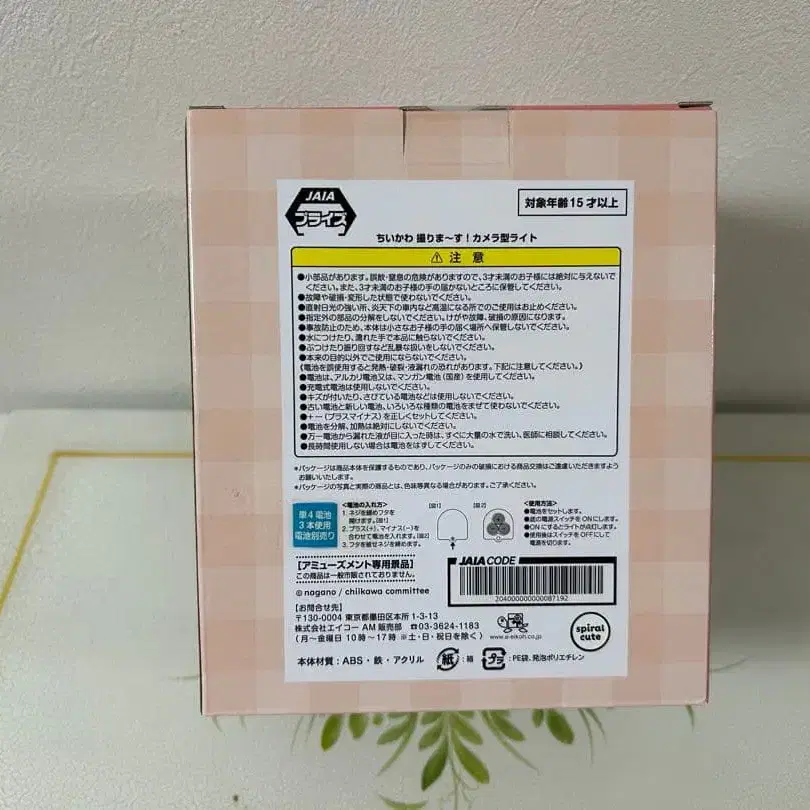 JAIA
プライズ
対象年齢15才以上
ちいかわ 撮りま〜す！カメラ型ライト
⚠ 注 意
●小部品があります。誤飲・窒息の危険がありますので、3才未満のお子様には絶対に与えないで
ください。また、3才未満のお子様の手の届かないところに保管してください。
●故障や破損・変形した状態で使わないでください。
●直射日光の強い所、炎天下の車内など高温になる所でのご使用はお止めください。
●指定外の部品の分解をしないでください。けがや故障、破損の原因になります。
●事故防止のため、本体は小さなお子様の手の届く場所へ保管しないでください。
●水につけたり、濡れた手で本品に触らないでください。
●ぶつけたり振り回すなど乱暴な扱いをしないでください。
●本来の目的以外でご使用にならないでください。
(電池を誤使用すると発熱・破裂・液漏れの恐れがあります。下記に注意してください。)
●電池は、アルカリ電池又は、マンガン電池(国産)を使用してください。
●充電式電池は使用しないでください。
●キズが付いたり、さびている電池などは使用しないでください。
●古い電池と新しい電池、いろいろな種類の電池をまぜて使わないでください。
●＋－(プラスマイナス)を正しくセットしてください。
●電池を分解、加熱は絶対にしないでください。
●万一電池から漏れた液が目に入った時は、すぐに大量の水で洗い、医師に相談してください。
●長時間使用しない場合は電池をはずしてください。
*パッケージは商品本体を保護するものであり、パッケージのみの破損における商品交換はご遠慮いただきますよう
お願いいたします。
*パッケージの写真と実際の商品とは、色味等異なる場合があります。ご了承ください。
単4電池
3本使用
電池別売り
<電池の入れ方>
1. ネジを緩めフタを
開けます。[図1]
2. プラス(+)、マイナス(−)を
合わせて電池を入れます。[図2]
3. フタを被せネジを締めます。
[図1]
[図2]
<使用方法>
●電池をセットします。
●底の電源スイッチをONにします。
●ONにするとライトが点灯します。
●使用後はスイッチをOFFにして
電源を切ります。
[アミューズメント専用景品]
この商品は一般市販されておりません。
© nagano / chiikawa committee
JAIA CODE
2040000000000087192
【お問合せ先】
〒130-0004 東京都墨田区本所 1-3-13
株式会社エイコー AM 販売部 ☎03-3624-1183
(月〜金曜日 10時〜17時 ※土・日・祝日を除く)
www.a-eikoh.co.jp
spiral
cute
本体材質：ABS・鉄・アクリル
紙：箱
プラ：PE袋、発泡ポリエチレン